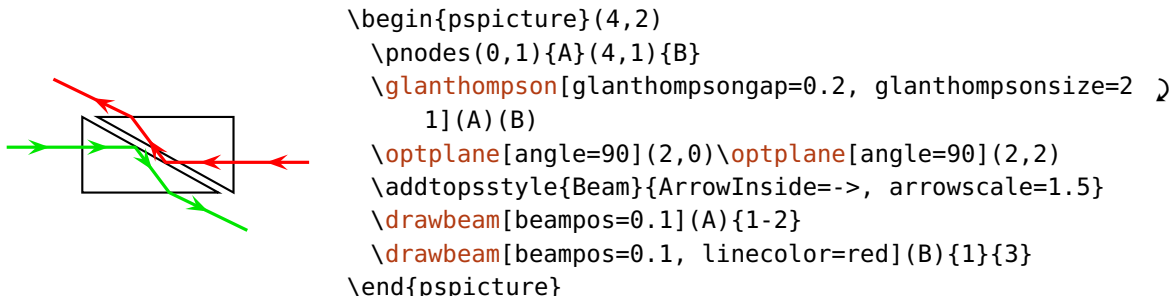 \begin{pspicture}(4,2)
\pnodes(0,1){A}(4,1){B}
\glanthompson[glanthompsongap=0.2, glanthompsonsize=2
1](A)(B)
\optplane[angle=90](2,0)\optplane[angle=90](2,2)
\addtopsstyle{Beam}{ArrowInside=->, arrowscale=1.5}
\drawbeam[beampos=0.1](A){1-2}
\drawbeam[beampos=0.1, linecolor=red](B){1}{3}
\end{pspicture}